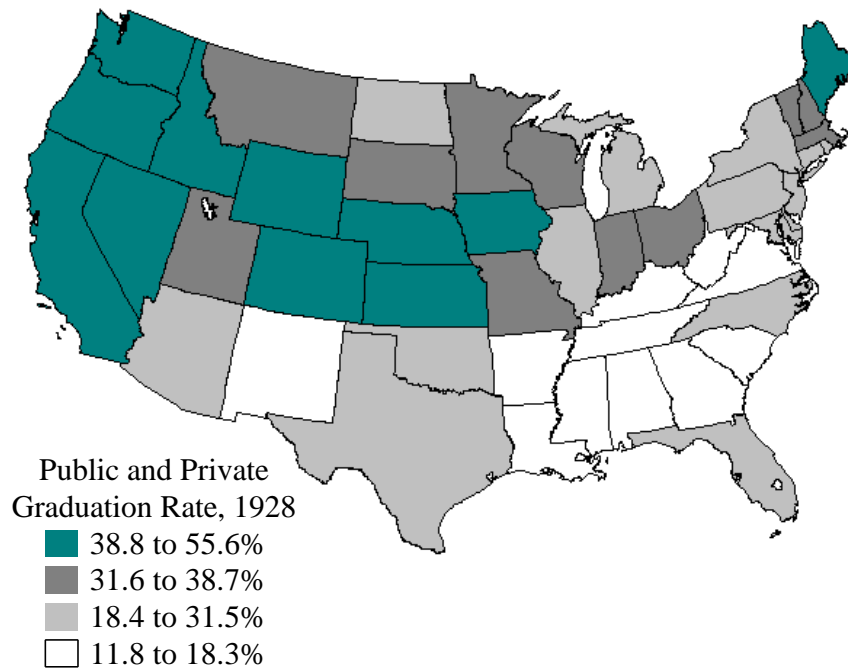 Public and Private
Graduation Rate, 1928
38.8 to 55.6%
31.6 to 38.7%
18.4 to 31.5%
11.8 to 18.3%